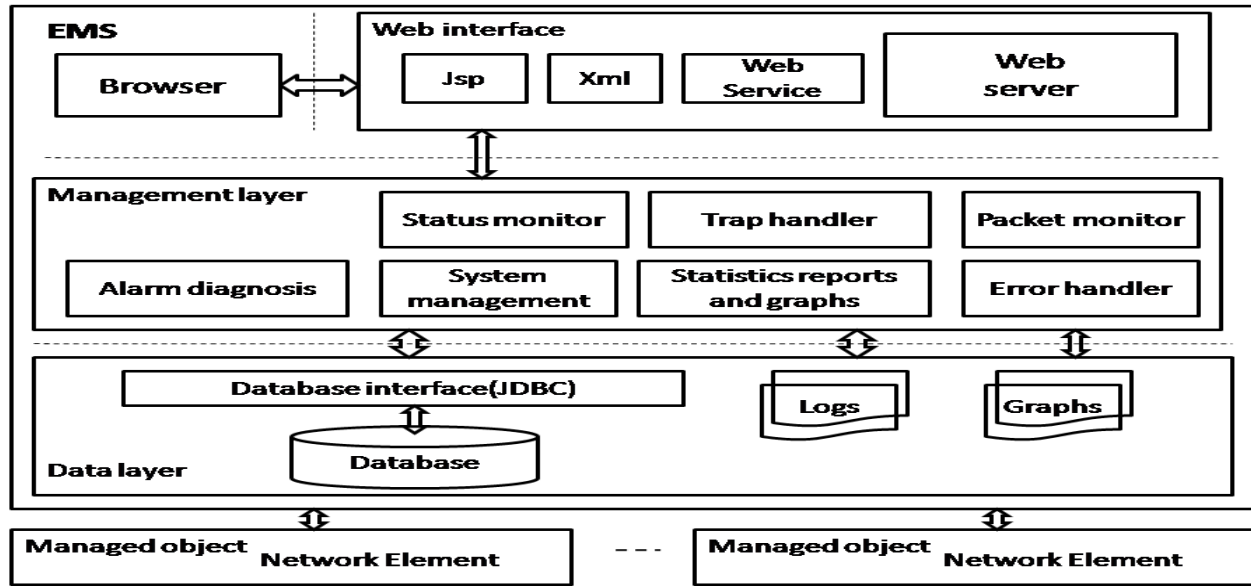 EMS
Browser
Web interface
Jsp
Xml
Web
Service
Web
server
Management layer
Status monitor
Trap handler
Packet monitor
Alarm diagnosis
System
management
Statistics reports
and graphs
Error handler
Database interface(JDBC)
Database
Logs
Graphs
Data layer
Managed object
Network Element
Managed object
Network Element